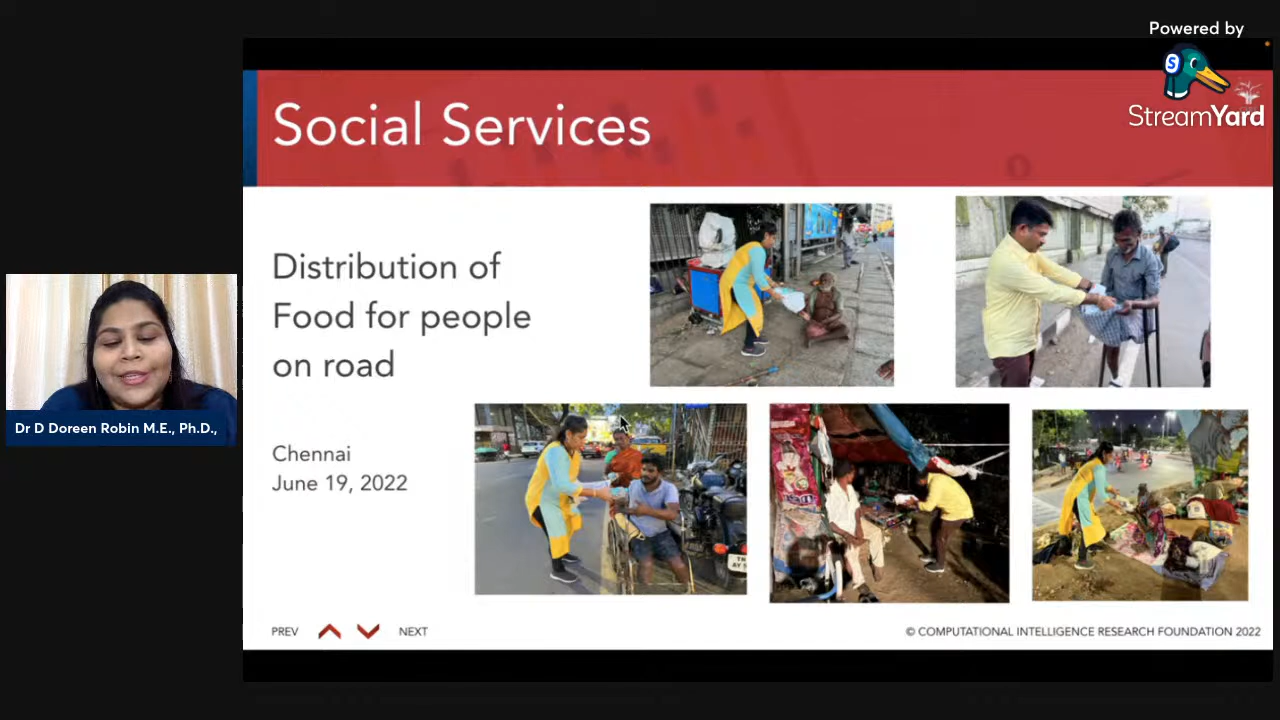 Powered by
S
StreamYard
Social Services
Distribution of
Food for people
on road
Chennai
June 19, 2022
Dr D Doreen Robin M.E., Ph.D.,
PREV
NEXT
© COMPUTATIONAL INTELLIGENCE RESEARCH FOUNDATION 2022